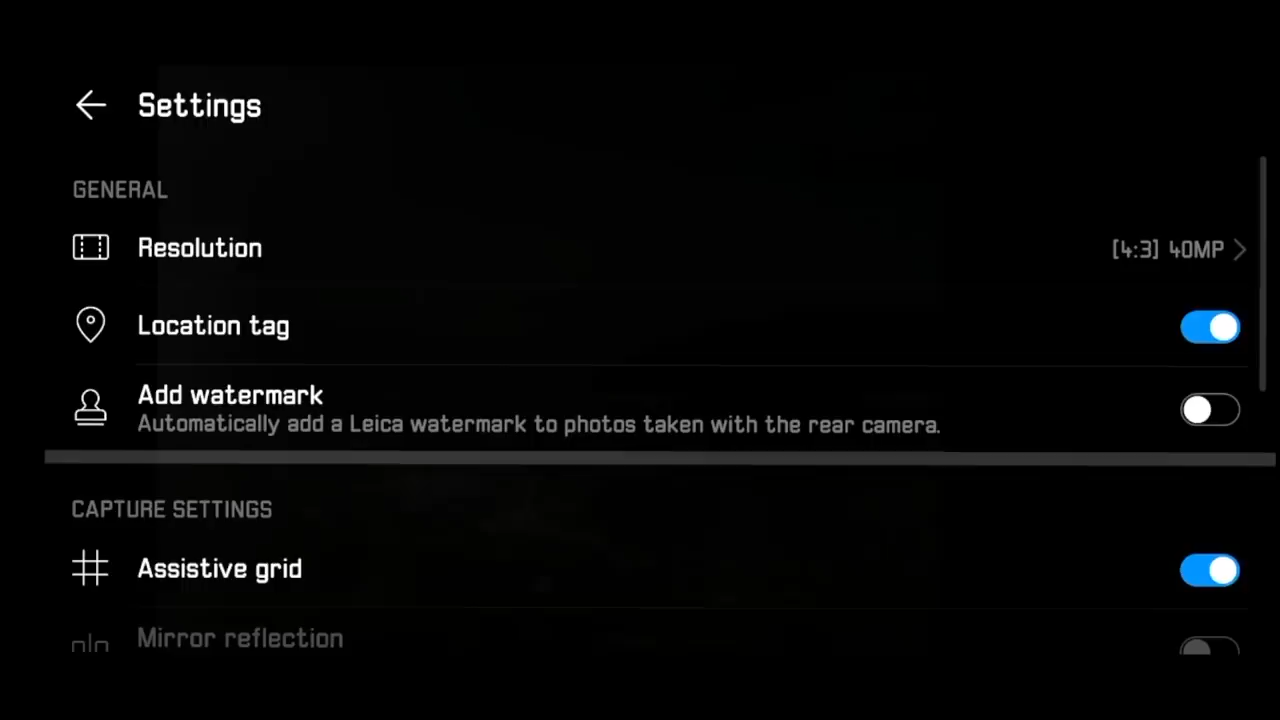 Settings
GENERAL
Resolution
[4:3] 40MP
Location tag
Add watermark
Automatically add a Leica watermark to photos taken with the rear camera.
CAPTURE SETTINGS
Assistive grid
Mirror reflection